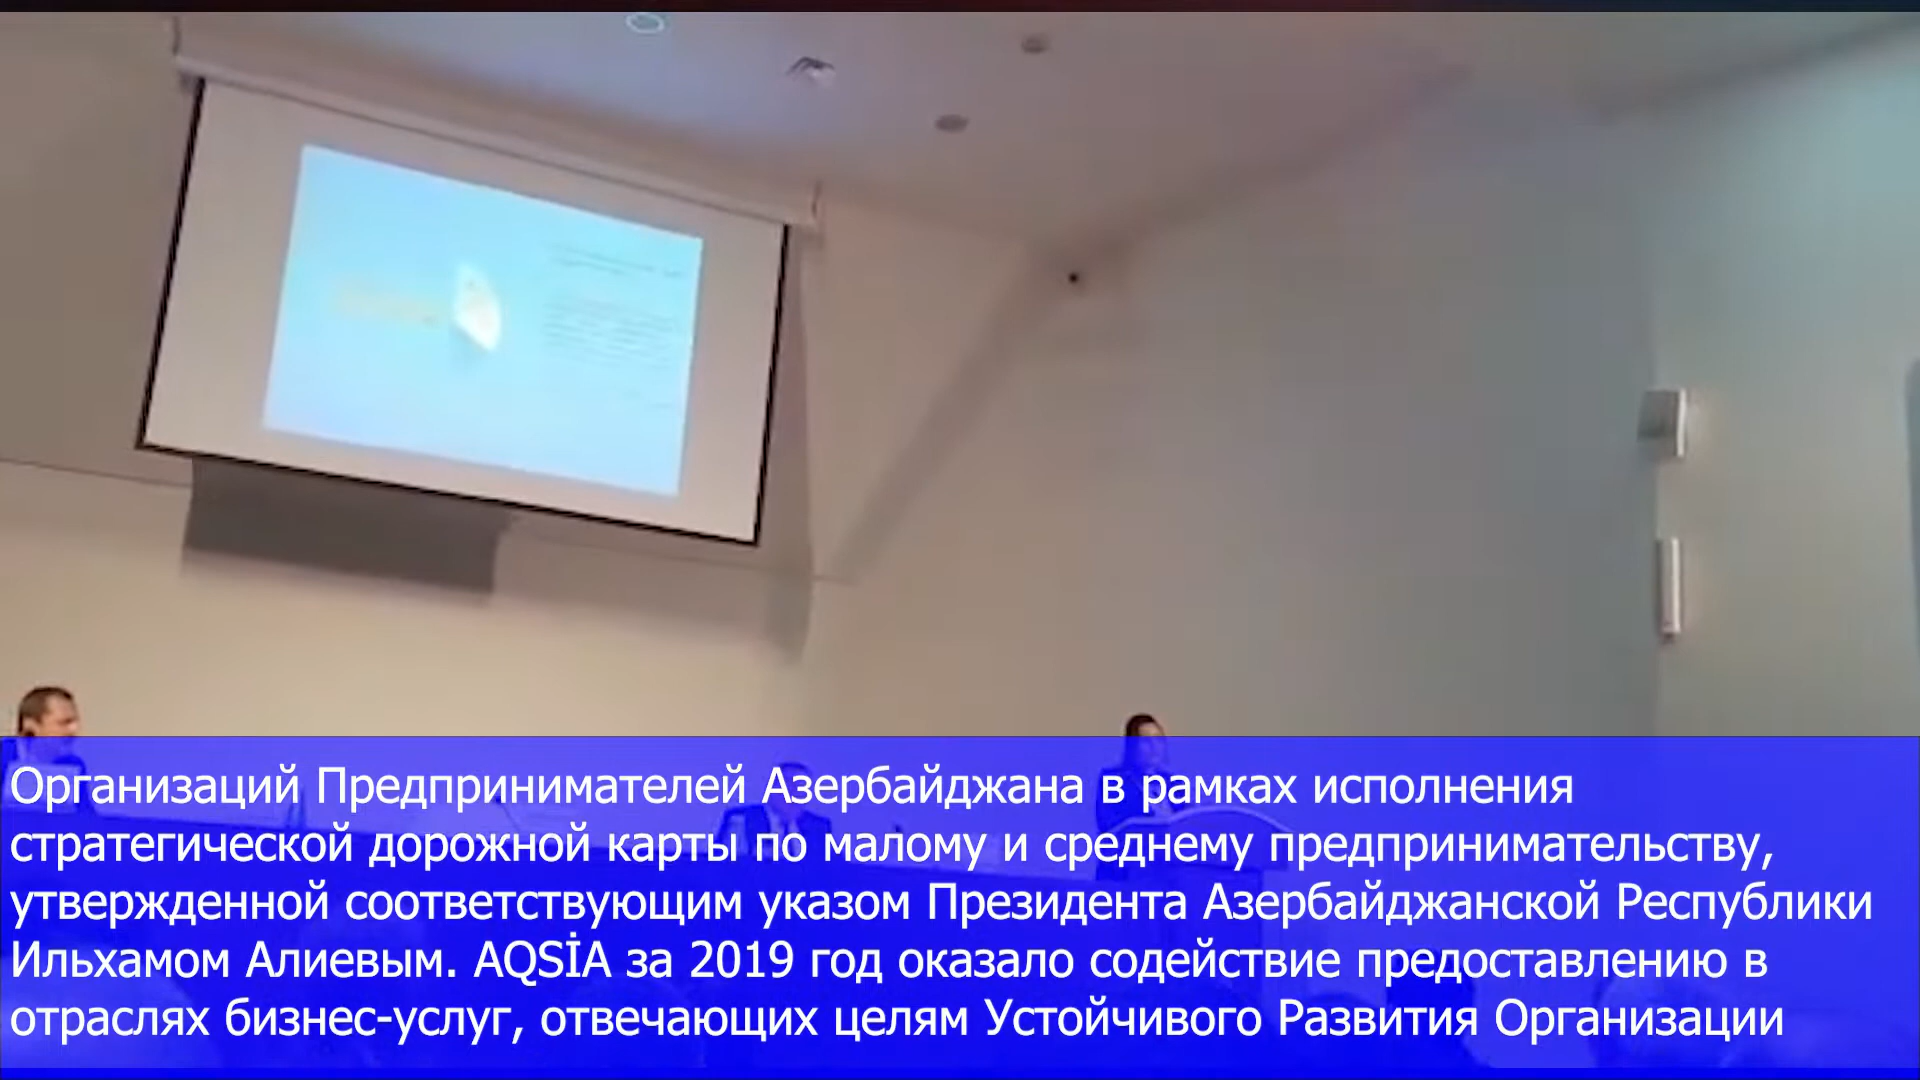 Организаций Предпринимателей Азербайджана в рамках исполнения
стратегической дорожной карты по малому и среднему предпринимательству,
утвержденной соответствующим указом Президента Азербайджанской Республики
Ильхамом Алиевым. AQSİA за 2019 год оказало содействие предоставлению в
отраслях бизнес-услуг, отвечающих целям Устойчивого Развития Организации